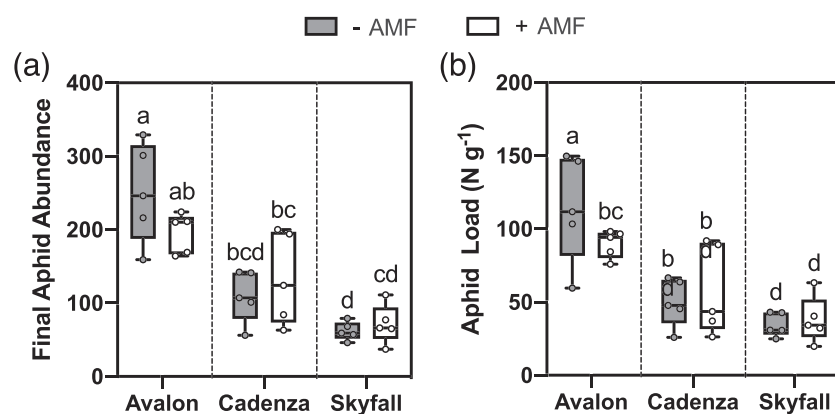 - AMF + AMF
(a)
Final Aphid Abundance
400
300
200
100
0
a
ab
bcd
bc
d
cd
Avalon Cadenza Skyfall
(b)
Aphid Load (N g⁻¹)
200
150
100
50
0
a
bc
b
d
b
d
d
d
Avalon Cadenza Skyfall